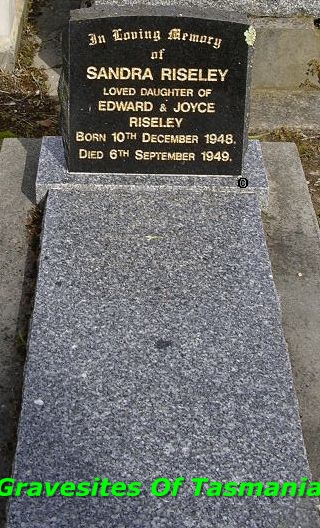 In Loving Memory
of
SANDRA RISELEY
LOVED DAUGHTER OF
EDWARD & JOYCE
RISELEY
BORN 10TH DECEMBER 1948.
DIED 6TH SEPTEMBER 1949.
Gravesites Of Tasmania